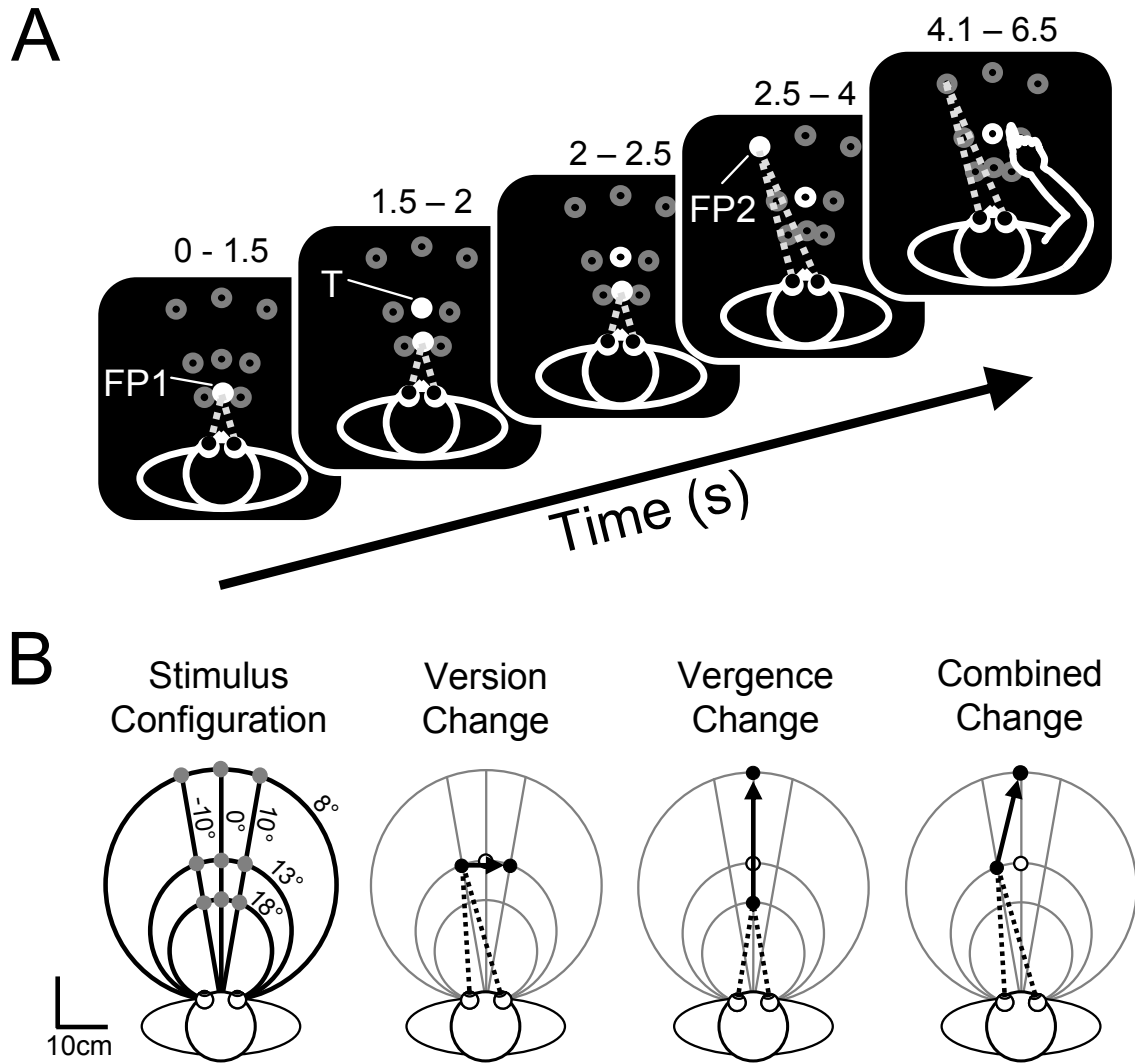 A
4.1 – 6.5
2.5 – 4
2 – 2.5
1.5 – 2
0 - 1.5
FP2
T
FP1
Time (s)
B
Stimulus
Configuration
Version
Change
Vergence
Change
Combined
Change
-10°
0°
10°
8°
13°
18°
10cm